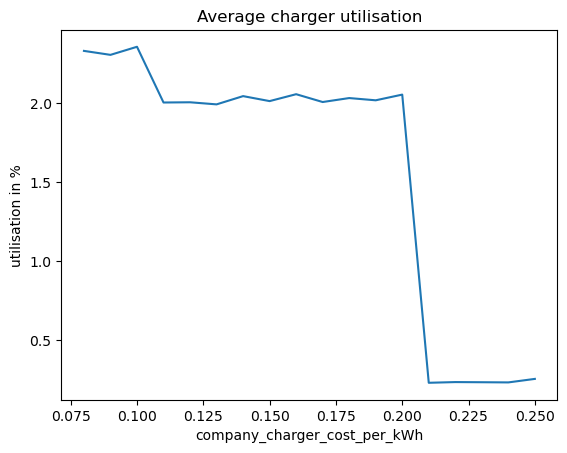 Average charger utilisation
utilisation in %
2.0
1.5
1.0
0.5
0.075 0.100 0.125 0.150 0.175 0.200 0.225 0.250
company_charger_cost_per_kWh